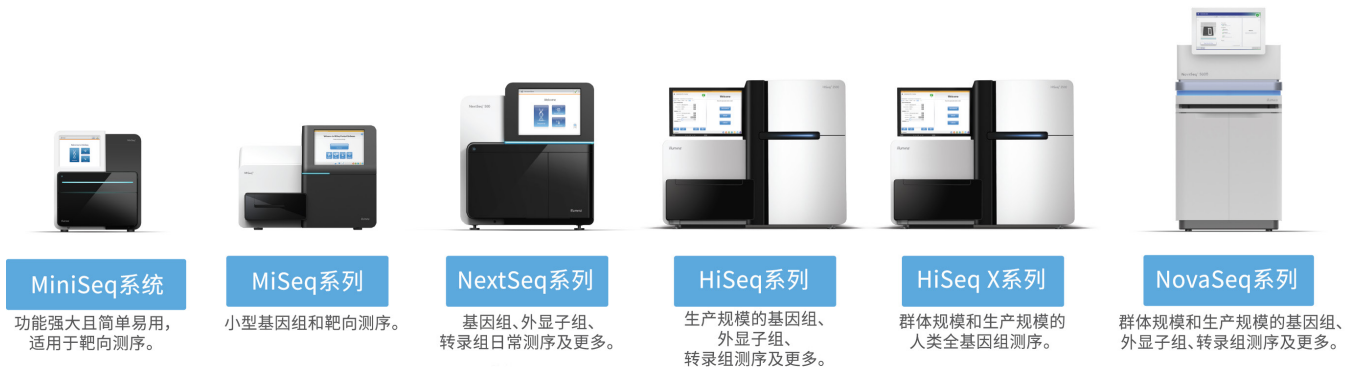 MiniSeq系统
功能强大且简单易用，
适用于靶向测序。
MiSeq系列
小型基因组和靶向测序。
NextSeq系列
基因组、外显子组、
转录组日常测序及更多。
HiSeq系列
生产规模的基因组、
外显子组、
转录组测序及更多。
HiSeq X系列
群体规模和生产规模的
人类全基因组测序。
NovaSeq系列
群体规模和生产规模的基因组、
外显子组、转录组测序及更多。